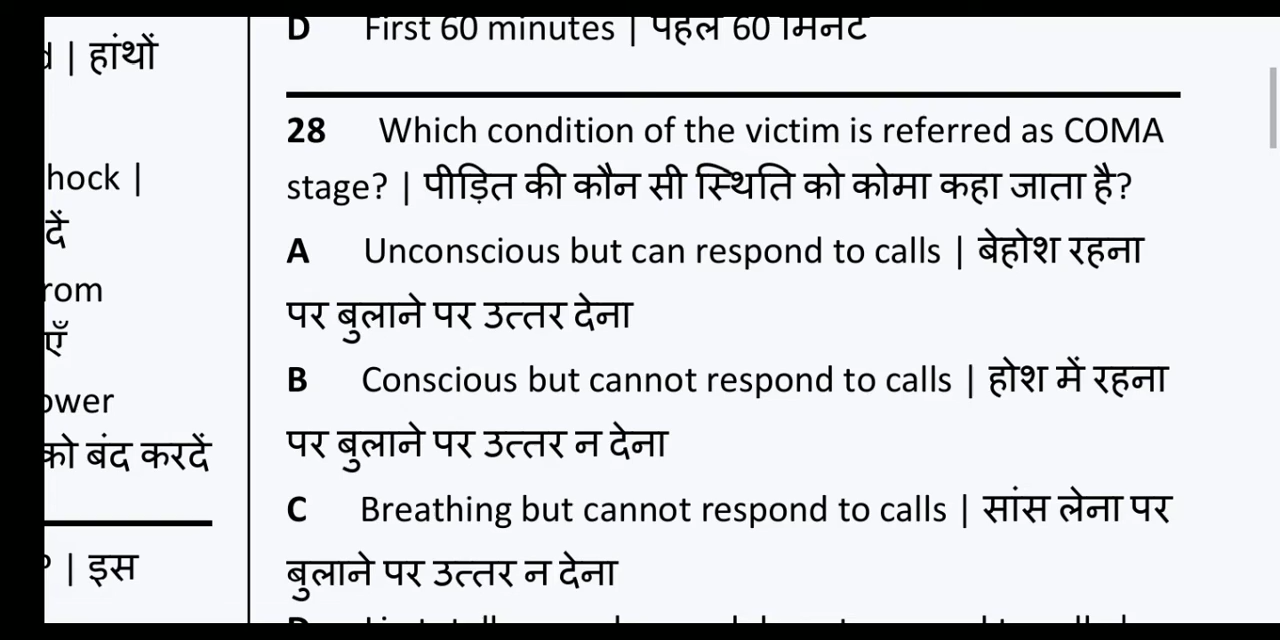 d | हांथों
hock |
दें
rom
एँ
ower
को बंद करदें
? | इस
D First 60 minutes | पहले 60 मिनट
28 Which condition of the victim is referred as COMA
stage? | पीड़ित की कौन सी स्थिति को कोमा कहा जाता है?
A Unconscious but can respond to calls | बेहोश रहना
पर बुलाने पर उत्तर देना
B Conscious but cannot respond to calls | होश में रहना
पर बुलाने पर उत्तर न देना
C Breathing but cannot respond to calls | सांस लेना पर
बुलाने पर उत्तर न देना